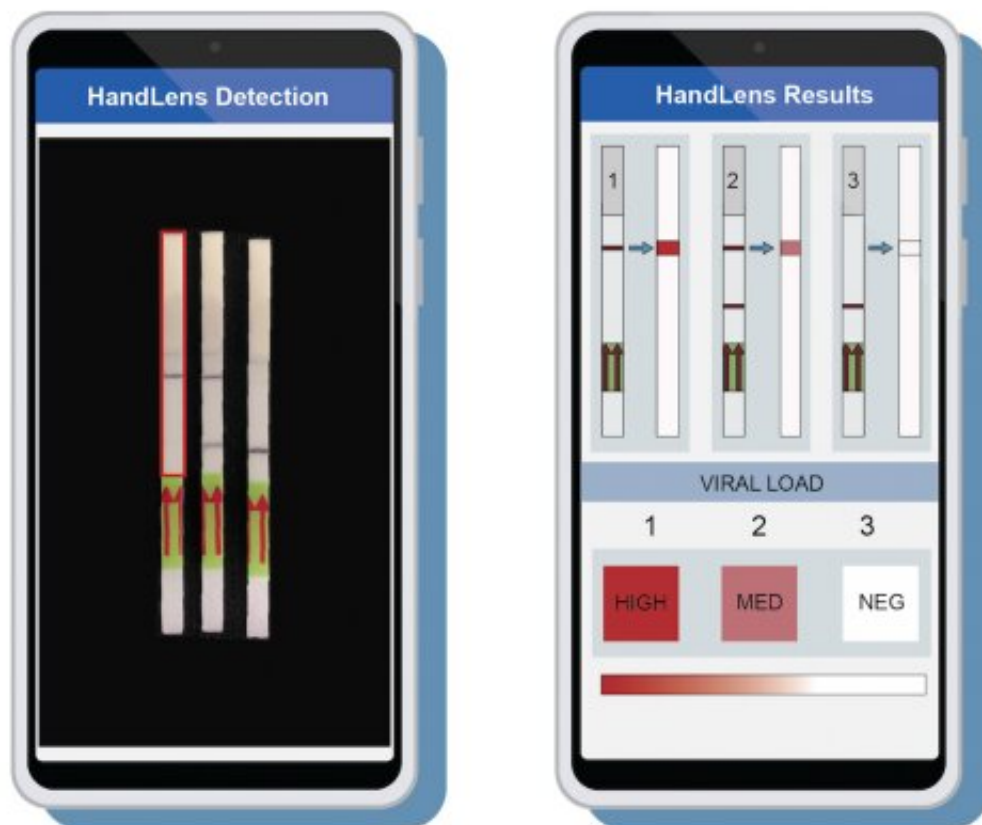 HandLens Detection
HandLens Results
1 2 3
VIRAL LOAD
1 2 3
HIGH MED NEG